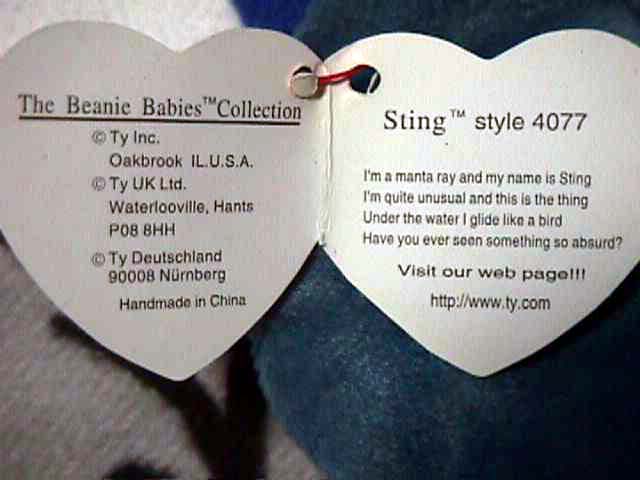 The Beanie Babies™Collection
© Ty Inc.
Oakbrook IL.U.S.A.
© Ty UK Ltd.
Waterlooville, Hants
P08 8HH
© Ty Deutschland
90008 Nürnberg
Handmade in China
Sting™ style 4077
I'm a manta ray and my name is Sting
I'm quite unusual and this is the thing
Under the water I glide like a bird
Have you ever seen something so absurd?
Visit our web page!!!
http://www.ty.com